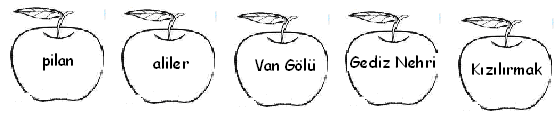 pilan
aliler
Van Gölü
Gediz Nehri
Kızılırmak